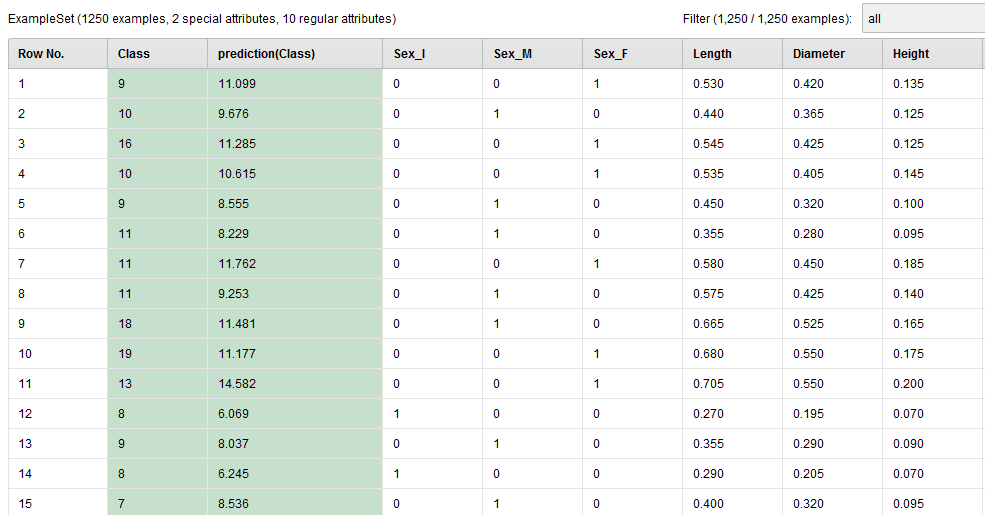 ExampleSet (1250 examples, 2 special attributes, 10 regular attributes) Filter (1,250 / 1,250 examples): all
Row No. Class prediction(Class) Sex_I Sex_M Sex_F Length Diameter Height
1 9 11.099 0 0 1 0.530 0.420 0.135
2 10 9.676 0 1 0 0.440 0.365 0.125
3 16 11.285 0 0 1 0.545 0.425 0.125
4 10 10.615 0 0 1 0.535 0.405 0.145
5 9 8.555 0 1 0 0.450 0.320 0.100
6 11 8.229 0 1 0 0.355 0.280 0.095
7 11 11.762 0 0 1 0.580 0.450 0.185
8 11 9.253 0 1 0 0.575 0.425 0.140
9 18 11.481 0 1 0 0.665 0.525 0.165
10 19 11.177 0 0 1 0.680 0.550 0.175
11 13 14.582 0 0 1 0.705 0.550 0.200
12 8 6.069 1 0 0 0.270 0.195 0.070
13 9 8.037 0 1 0 0.355 0.290 0.090
14 8 6.245 1 0 0 0.290 0.205 0.070
15 7 8.536 0 1 0 0.400 0.320 0.095